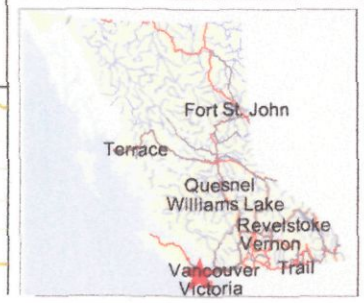 Fort St. John
Terrace
Quesnel
Williams Lake
Revelstoke
Vernon
Trail
Vancouver
Victoria